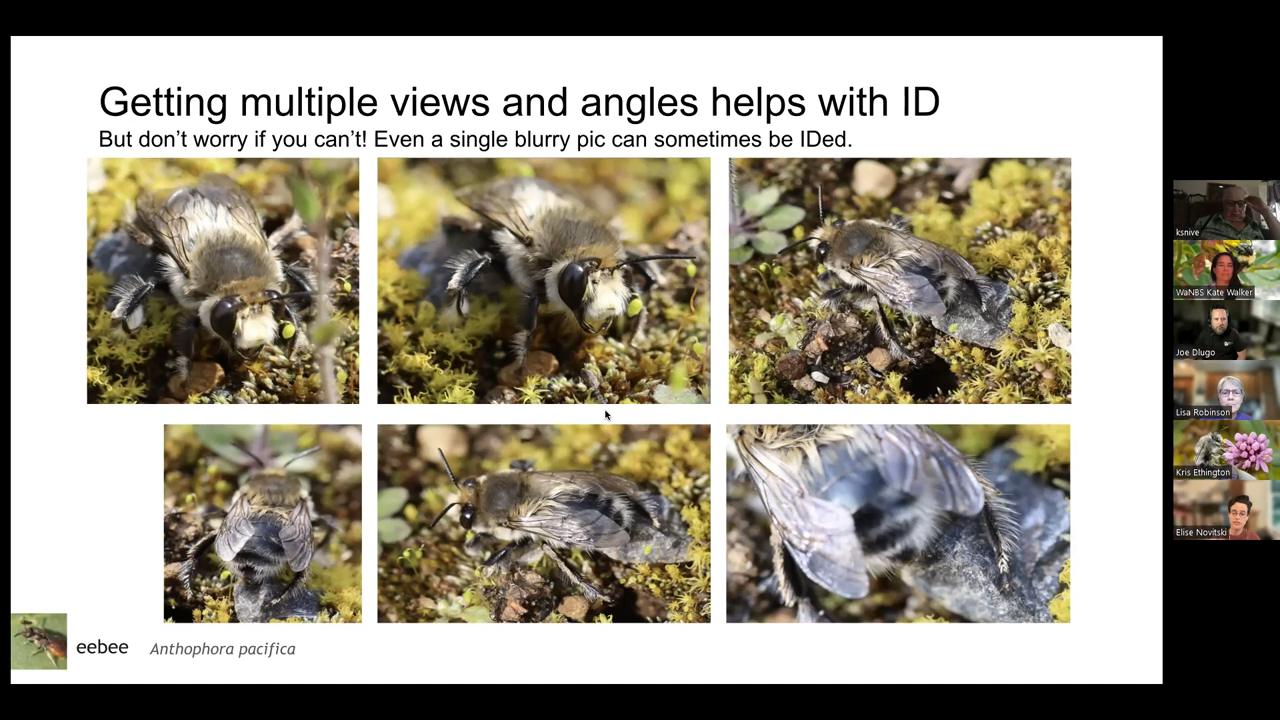 Getting multiple views and angles helps with ID
But don’t worry if you can’t! Even a single blurry pic can sometimes be IDed.
eebee
Anthophora pacifica
ksnive
WaNBS Kate Walker
Joe Dlugo
Lisa Robinson
Kris Ethington
Elise Novitski